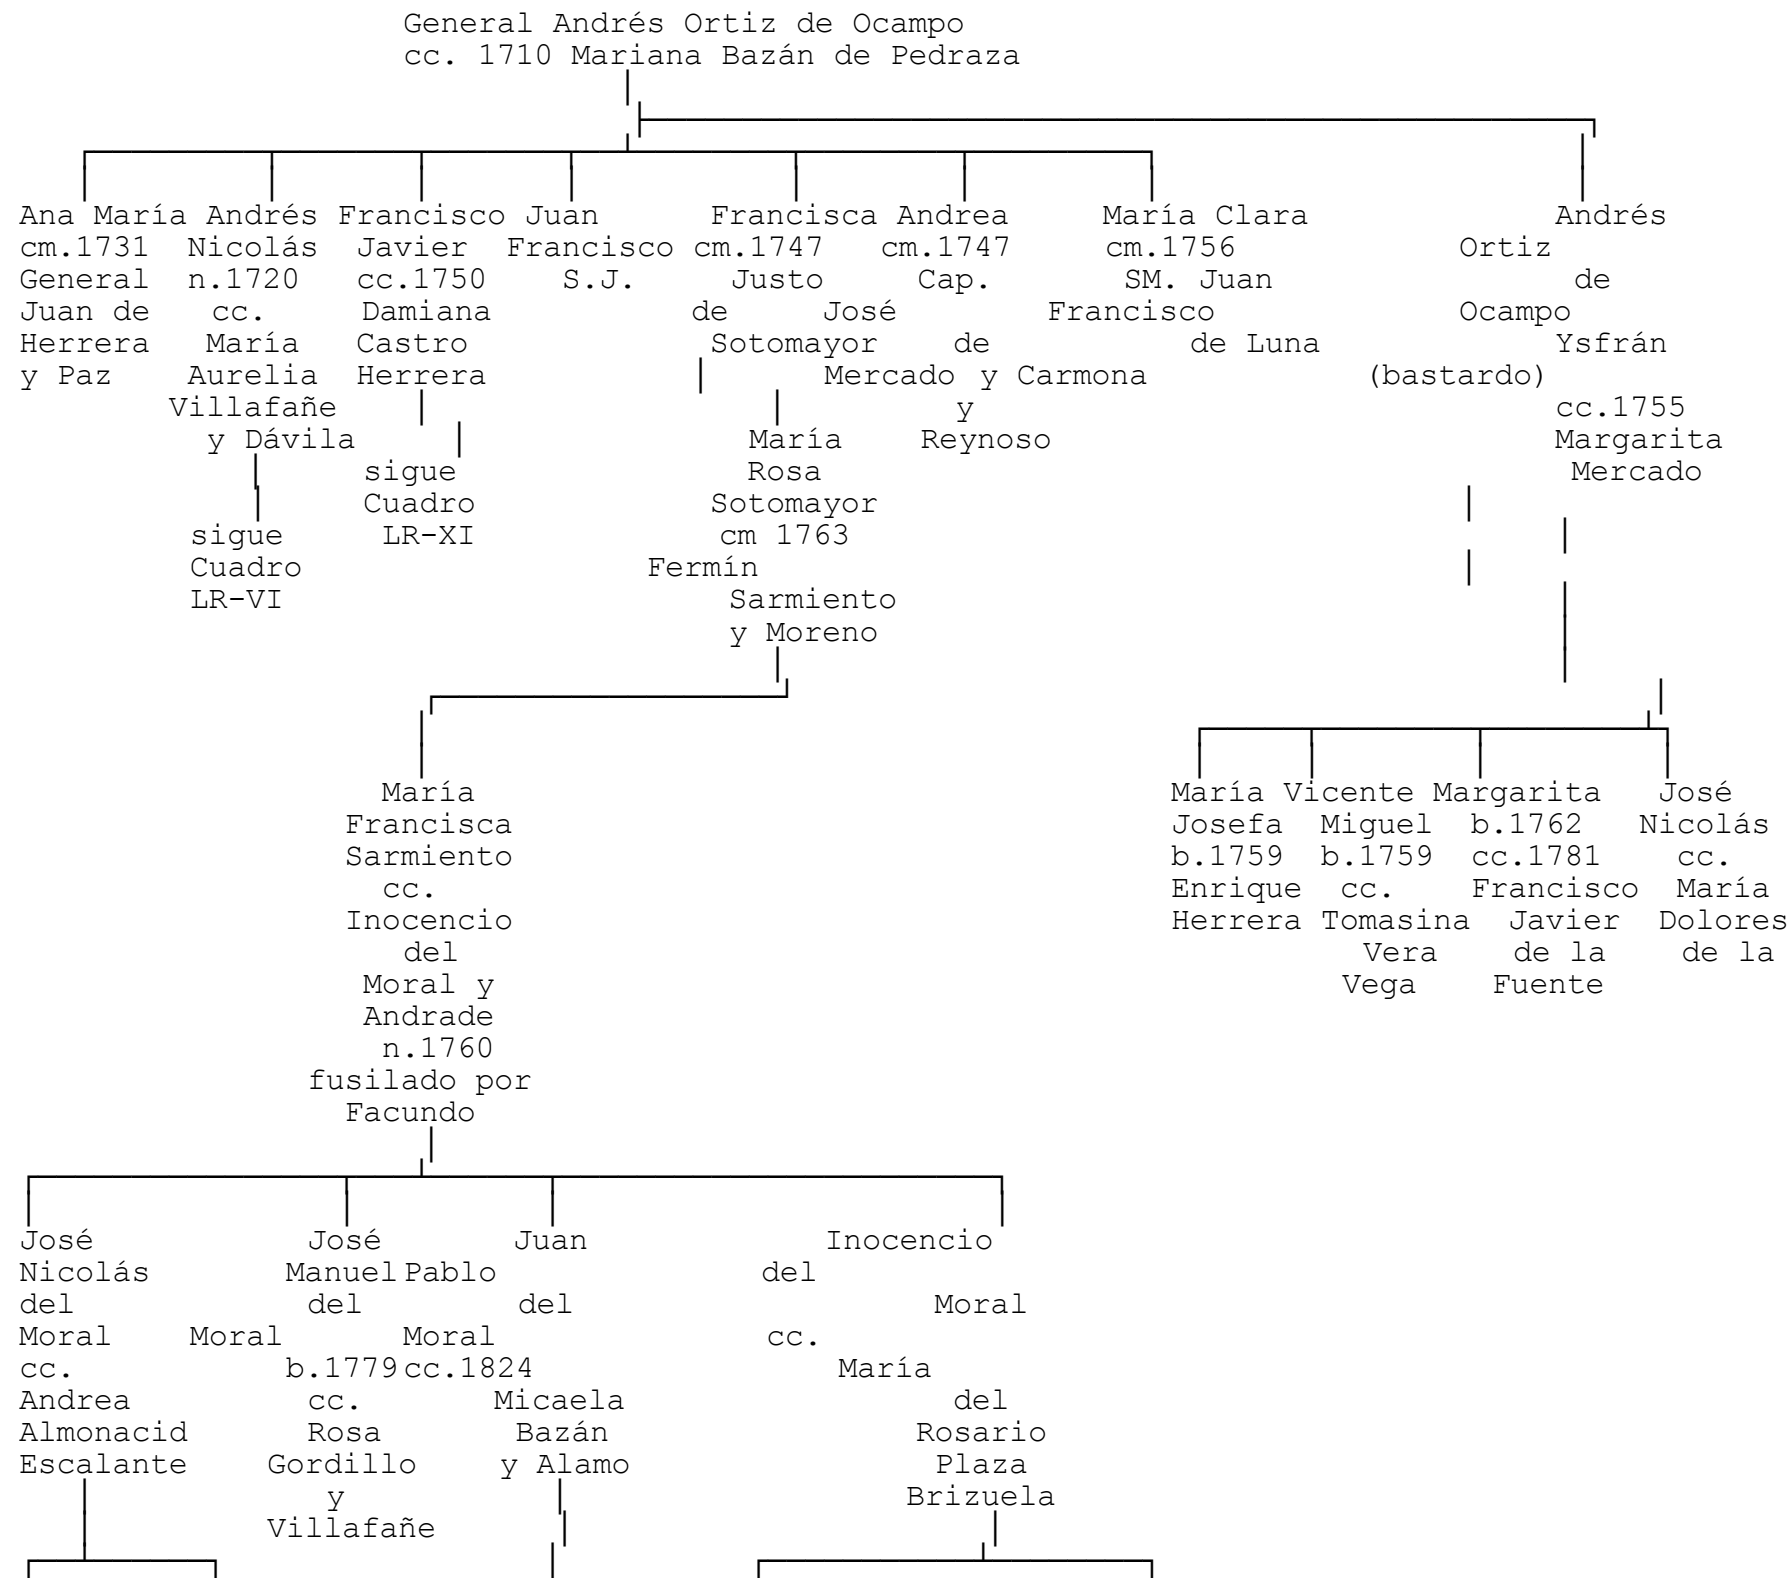 General Andrés Ortiz de Ocampo
cc. 1710 Mariana Bazán de Pedraza
Ana María Andrés Francisco Juan Francisca Andrea María Clara Andrés
cm.1731 Nicolás Javier Francisco cm.1747 cm.1747 cm.1756 Ortiz
General n.1720 cc.1750 S.J. Justo Cap. SM. Juan de
Juan de cc. Damiana de José Francisco Ocampo
Herrera María Castro Sotomayor de de Luna Ysfrán
y Paz Aurelia Herrera Mercado y Carmona (bastardo)
Villafañe y cc.1755
y Dávila María Reynoso Margarita
sigue Rosa Mercado
Cuadro Sotomayor
sigue LR-XI cm 1763
Cuadro Fermín
LR-VI Sarmiento
y Moreno
María María Vicente Margarita José
Francisca Josefa Miguel b.1762 Nicolás
Sarmiento b.1759 b.1759 cc.1781 cc.
cc. Enrique cc. Francisco María
Inocencio Herrera Tomasina Javier Dolores
del Vera de la de la
Moral y Vega Fuente
Andrade
n.1760
fusilado por
Facundo
José José Juan Inocencio
Nicolás Manuel Pablo del
del del del Moral
Moral Moral Moral cc.
cc. b.1779 cc.1824 María
Andrea cc. Micaela del
Almonacid Rosa Bazán Rosario
Escalante Gordillo y Alamo Plaza
y Brizuela
Villafañe